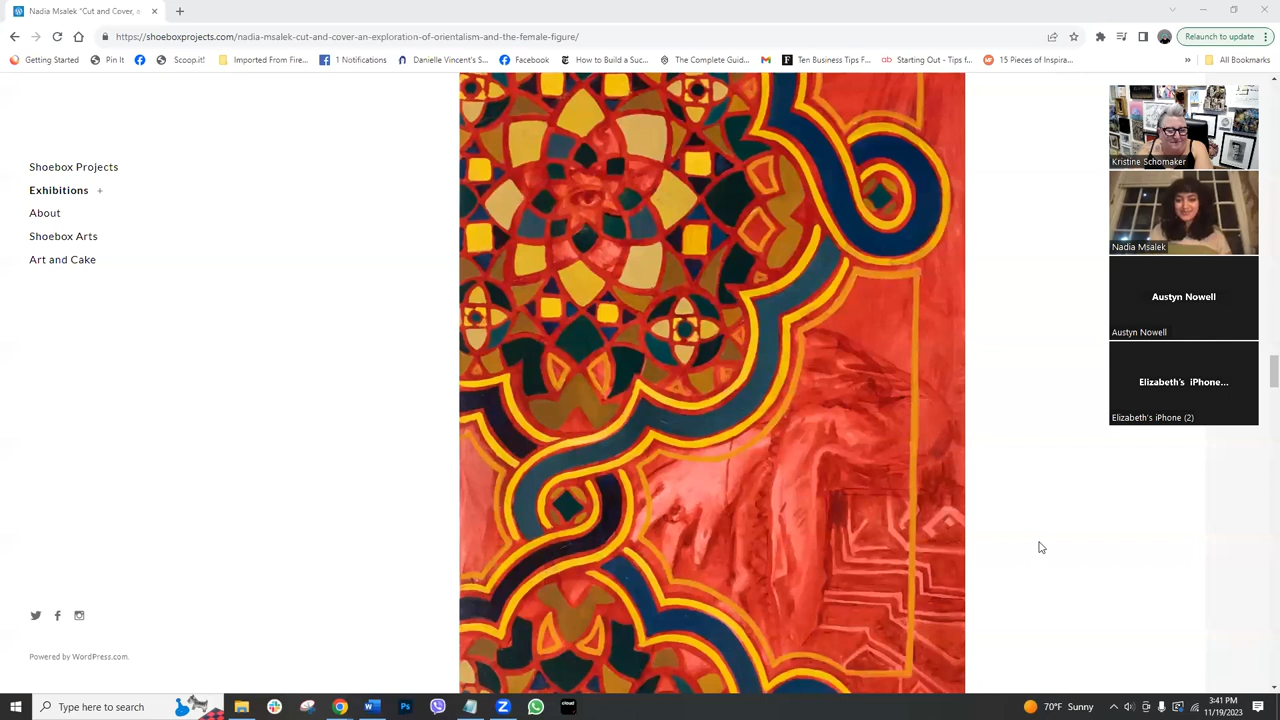 Nadia Msalek "Cut and Cover, a
https://shoeboxprojects.com/nadia-msalek-cut-and-cover-an-exploration-of-orientalism-and-the-female-figure/
Relaunch to update
Getting Started
Pin It
Scoop.it!
Imported From Fire...
1 Notifications
Danielle Vincent's S...
Facebook
How to Build a Suc...
The Complete Guid...
Ten Business Tips F...
Starting Out - Tips f...
15 Pieces of Inspira...
»
All Bookmarks
Shoebox Projects
Exhibitions +
About
Shoebox Arts
Art and Cake
Powered by WordPress.com.
Kristine Schomaker
Nadia Msalek
Austyn Nowell
Austyn Nowell
Elizabeth's iPhone...
Elizabeth's iPhone (2)
Type here to search
cloud
70°F Sunny
3:41 PM
11/19/2023